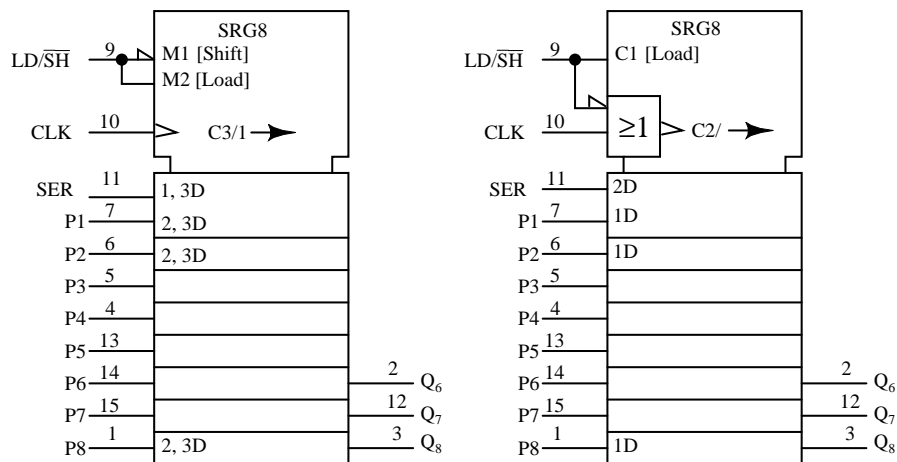 SRG8
LD/SH 9 M1 [Shift]
M2 [Load]
CLK 10 C3/1
SER 11 1, 3D
P1 7 2, 3D
P2 6 2, 3D
P3 5
P4 4
P5 13
P6 14 2 Q6
P7 15 12 Q7
P8 1 2, 3D 3 Q8
SRG8
LD/SH 9 C1 [Load]
CLK 10 ≥1 C2/
SER 11 2D
P1 7 1D
P2 6 1D
P3 5
P4 4
P5 13
P6 14 2 Q6
P7 15 12 Q7
P8 1 1D 3 Q8